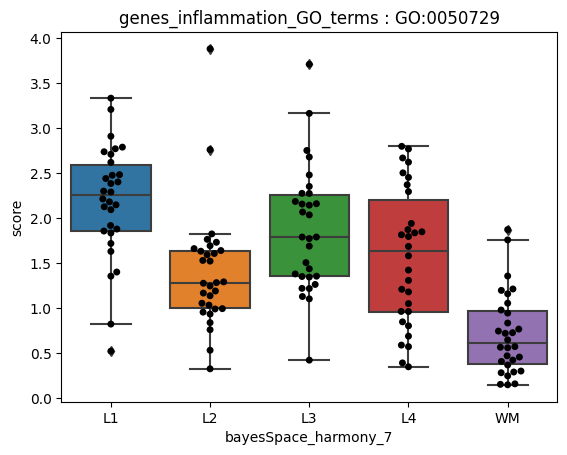 genes_inflammation_GO_terms : GO:0050729
4.0
3.5
3.0
2.5
2.0
1.5
1.0
0.5
0.0
score
L1 L2 L3 L4 WM
bayesSpace_harmony_7